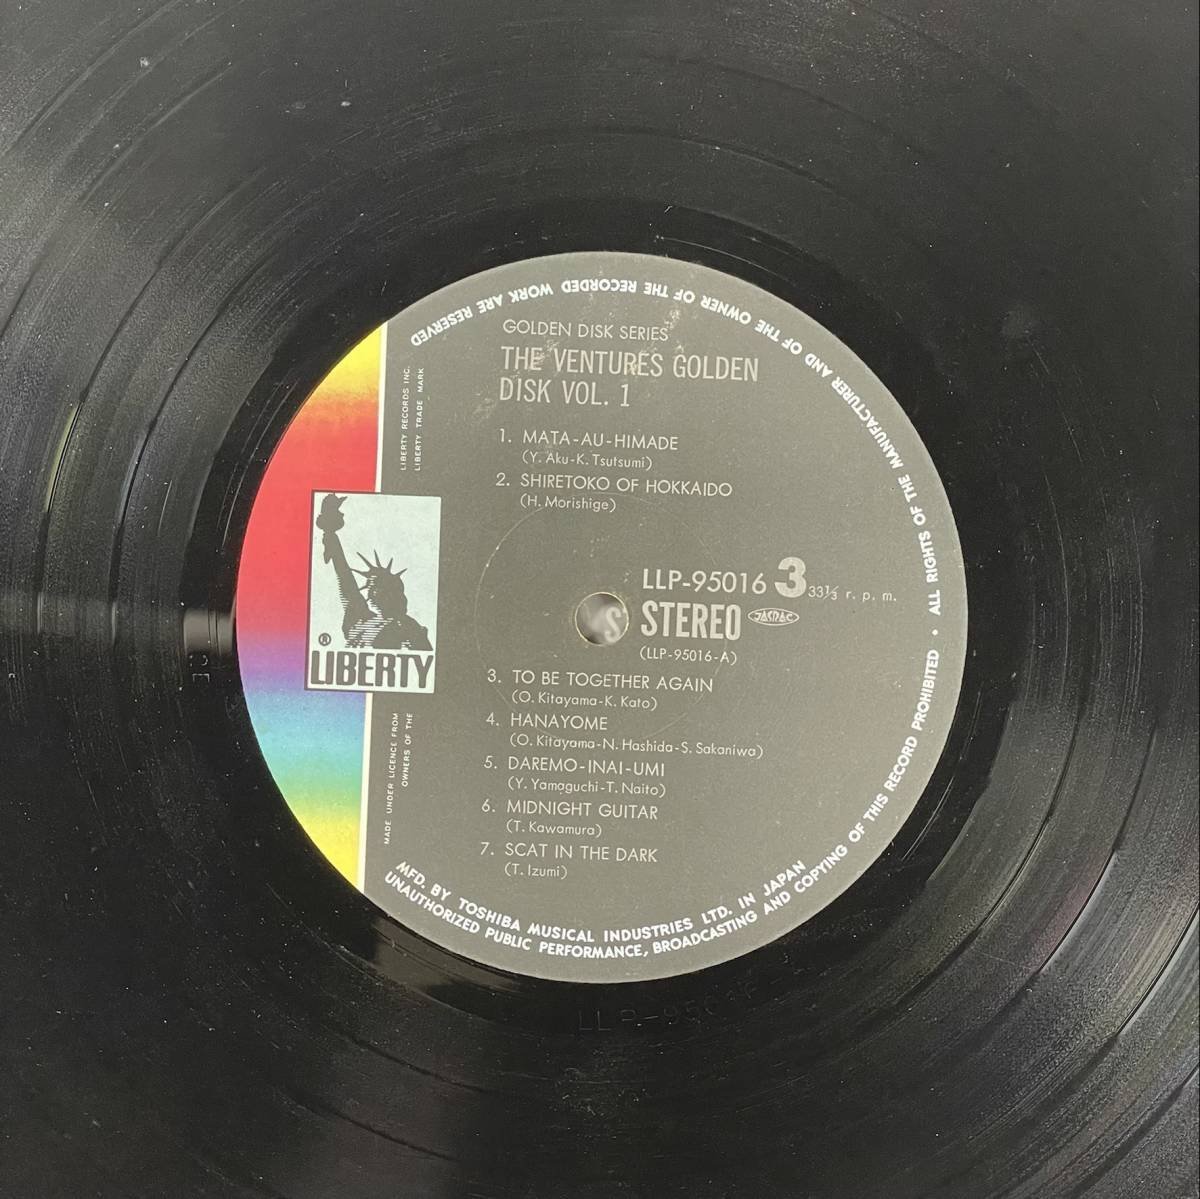 GOLDEN DISK SERIES
THE VENTURES GOLDEN
DISK VOL. 1
1. MATA-AU-HIMADE
(Y. Aku-K. Tsutsumi)
2. SHIRETOKO OF HOKKAIDO
(H. Morishige)
LLP-95016 3 33⅓ r. p. m.
S STEREO JASRAC
(LLP-95016-A)
3. TO BE TOGETHER AGAIN
(O. Kitayama-K. Kato)
4. HANAYOME
(O. Kitayama-N. Hashida-S. Sakaniwa)
5. DAREMO-INAI-UMI
(Y. Yamaguchi-T. Naito)
6. MIDNIGHT GUITAR
(T. Kawamura)
7. SCAT IN THE DARK
(T. Izumi)
LIBERTY RECORDS INC.
LIBERTY TRADE MARK
® LIBERTY
MADE UNDER LICENCE FROM
OWNERS OF THE
MFD. BY TOSHIBA MUSICAL INDUSTRIES LTD. IN JAPAN
UNAUTHORIZED PUBLIC PERFORMANCE, BROADCASTING AND COPYING OF THIS RECORD PROHIBITED • ALL RIGHTS OF THE MANUFACTURER AND OF THE OWNER OF THE RECORDED WORK ARE RESERVED